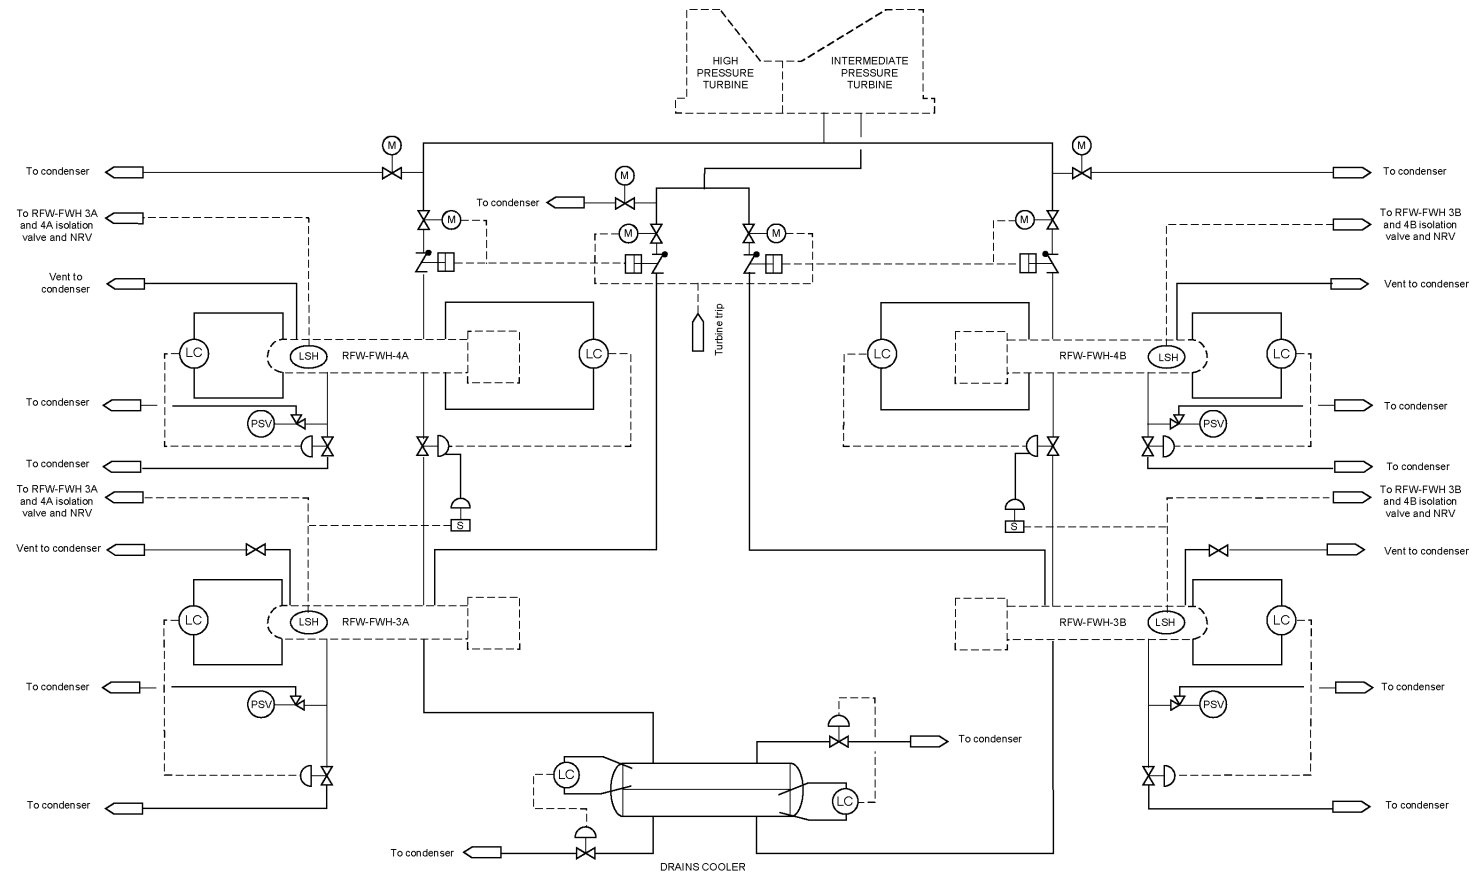 HIGH
PRESSURE
TURBINE
INTERMEDIATE
PRESSURE
TURBINE
M
M
To condenser
To condenser
M
To condenser
To RFW-FWH 3A
and 4A isolation
valve and NRV
M
M
M
M
To RFW-FWH 3B
and 4B isolation
valve and NRV
Vent to
condenser
Vent to condenser
Turbine trip
LC
LSH
RFW-FWH-4A
LC
LC
RFW-FWH-4B
LSH
LC
To condenser
PSV
PSV
To condenser
To condenser
To condenser
To RFW-FWH 3A
and 4A isolation
valve and NRV
S
S
To RFW-FWH 3B
and 4B isolation
valve and NRV
Vent to condenser
Vent to condenser
LC
LSH
RFW-FWH-3A
RFW-FWH-3B
LSH
LC
To condenser
PSV
PSV
To condenser
To condenser
LC
LC
To condenser
To condenser
To condenser
DRAINS COOLER